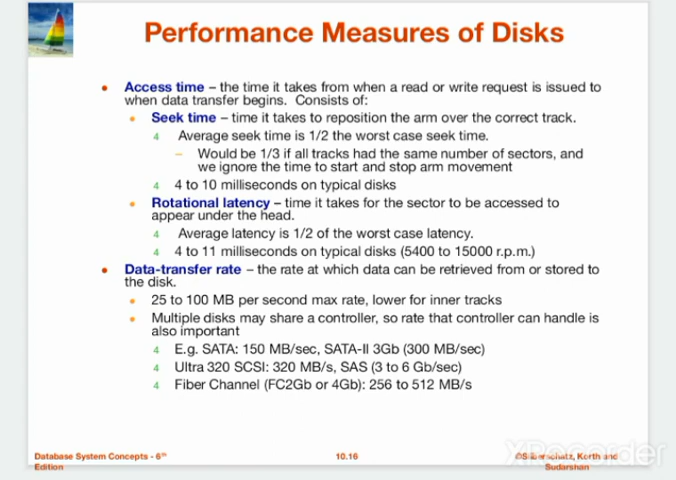 Performance Measures of Disks
Access time – the time it takes from when a read or write request is issued to
when data transfer begins. Consists of:
Seek time – time it takes to reposition the arm over the correct track.
4 Average seek time is 1/2 the worst case seek time.
– Would be 1/3 if all tracks had the same number of sectors, and
we ignore the time to start and stop arm movement
4 4 to 10 milliseconds on typical disks
Rotational latency – time it takes for the sector to be accessed to
appear under the head.
4 Average latency is 1/2 of the worst case latency.
4 4 to 11 milliseconds on typical disks (5400 to 15000 r.p.m.)
Data-transfer rate – the rate at which data can be retrieved from or stored to
the disk.
25 to 100 MB per second max rate, lower for inner tracks
Multiple disks may share a controller, so rate that controller can handle is
also important
4 E.g. SATA: 150 MB/sec, SATA-II 3Gb (300 MB/sec)
4 Ultra 320 SCSI: 320 MB/s, SAS (3 to 6 Gb/sec)
4 Fiber Channel (FC2Gb or 4Gb): 256 to 512 MB/s
XRecorder
Database System Concepts - 6th
Edition
10.16
©Silberschatz, Korth and
Sudarshan